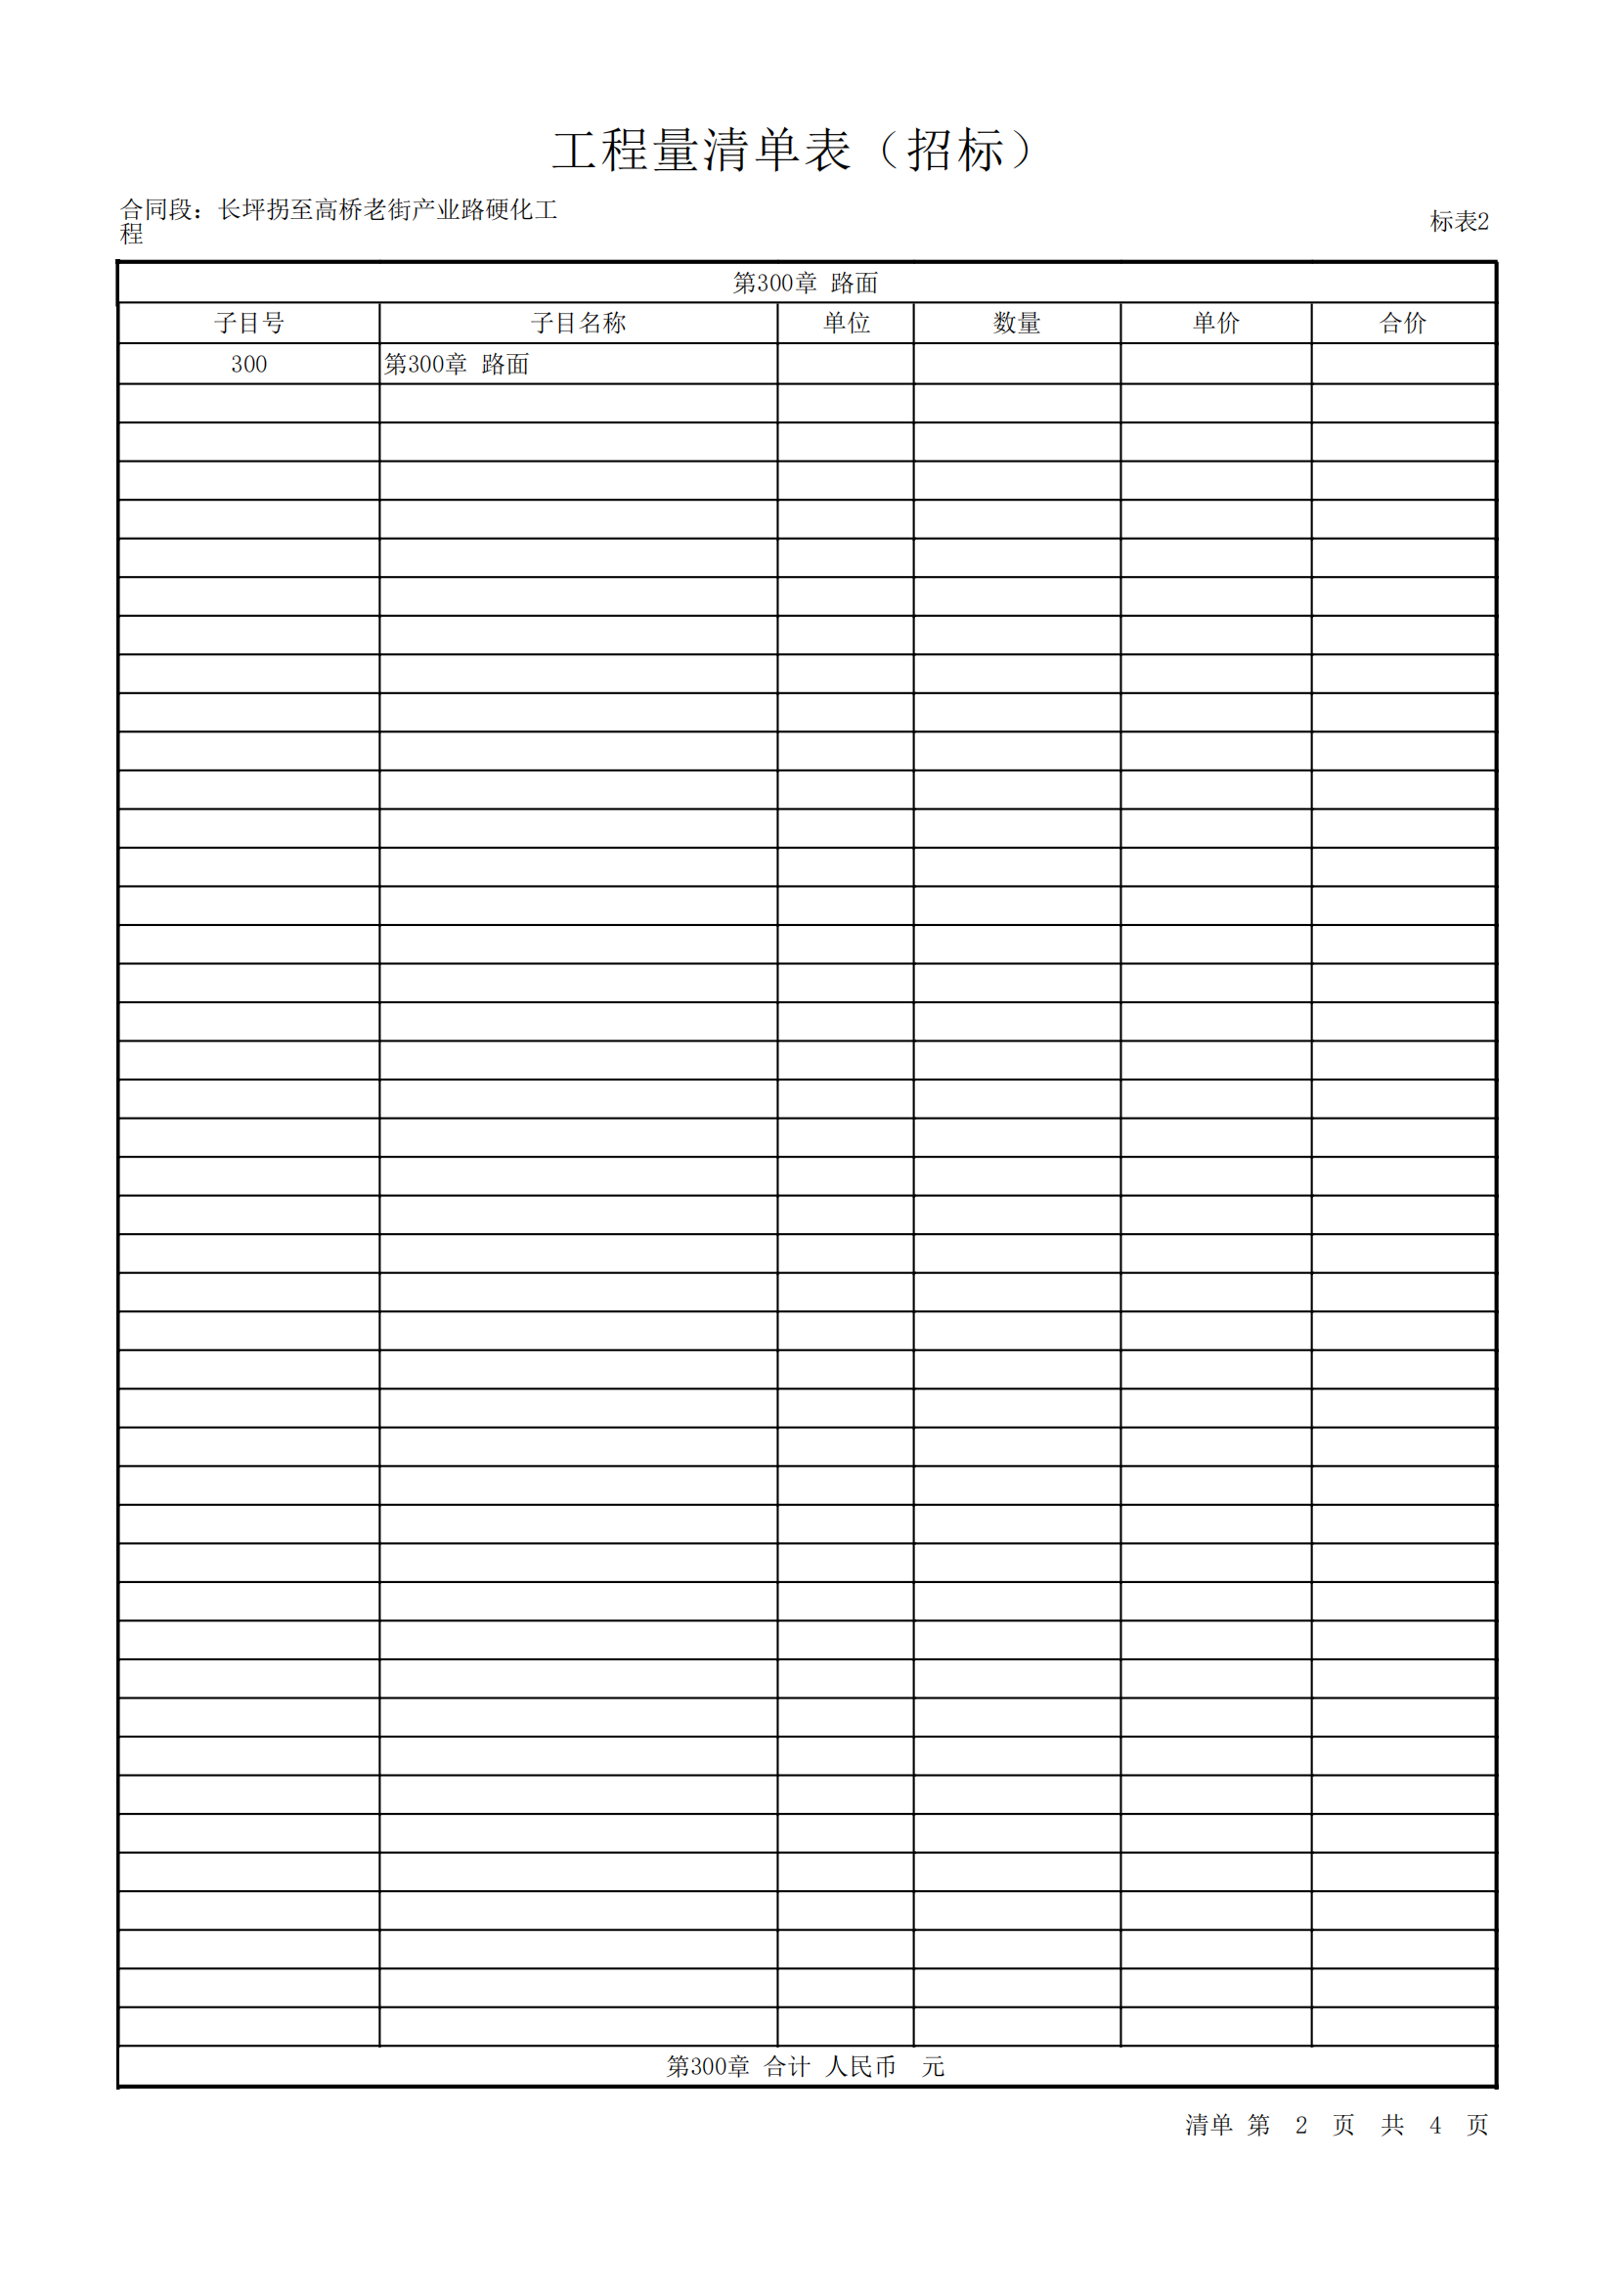 工程量清单表（招标）
合同段：长坪拐至高桥老街产业路硬化工
程
标表2
第300章 路面
子目号 子目名称 单位 数量 单价 合价
300 第300章 路面
第300章 合计 人民币 元
清单 第 2 页 共 4 页